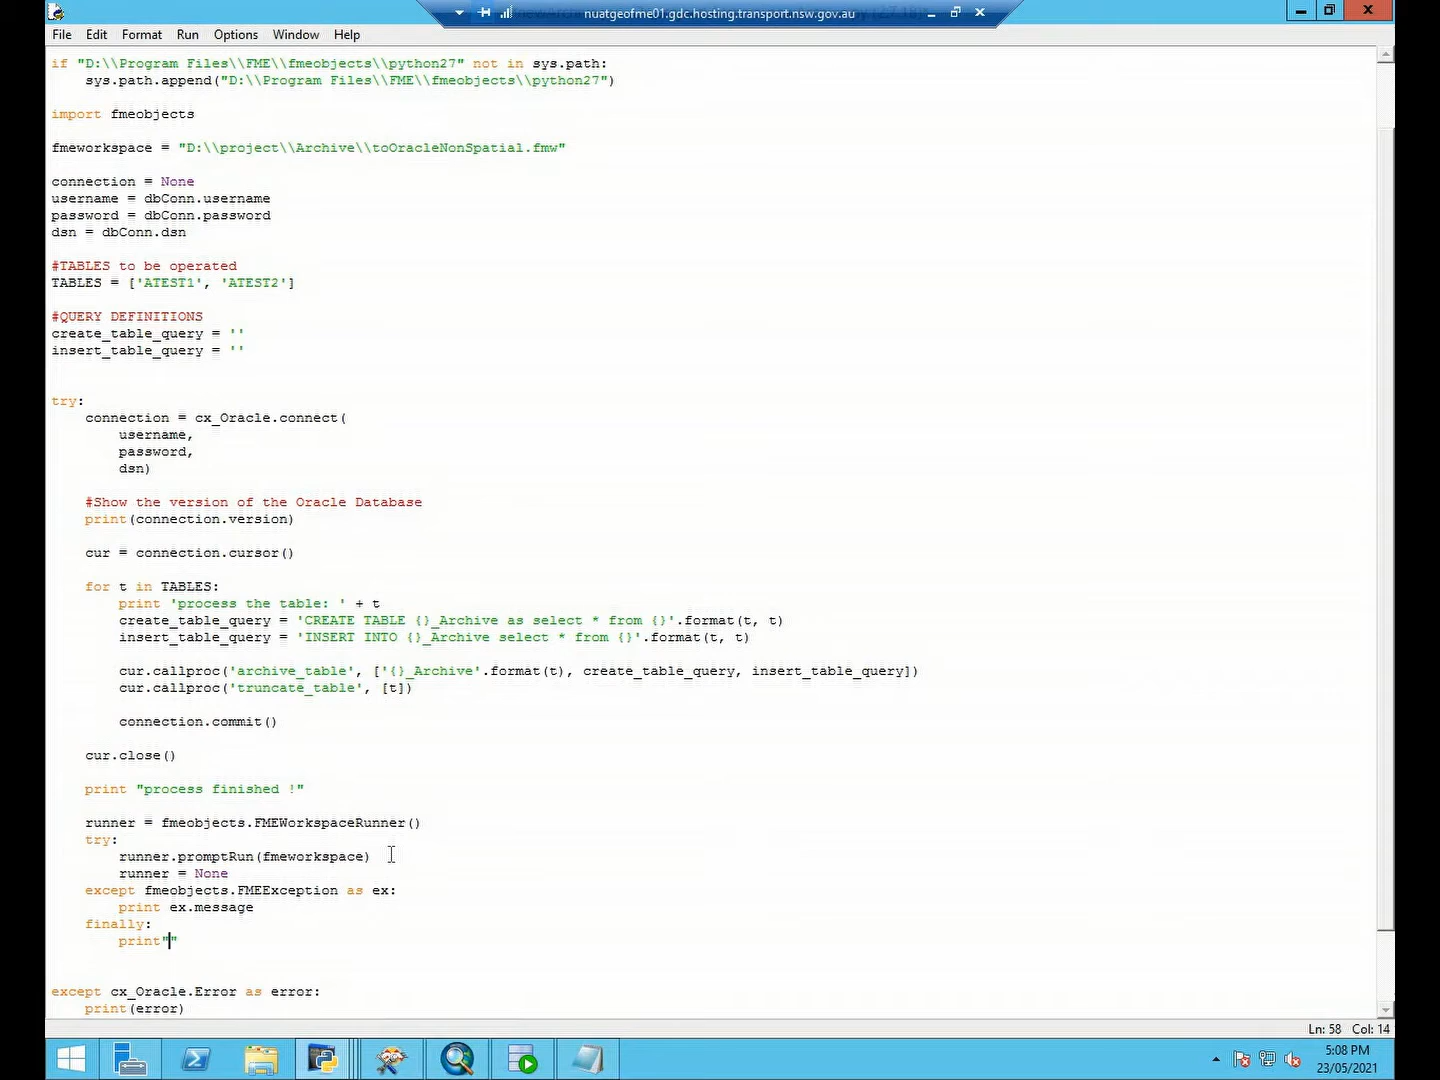 nuatgeofme01.gdc.hosting.transport.nsw.gov.au
File Edit Format Run Options Window Help
if "D:\\Program Files\\FME\\fmeobjects\\python27" not in sys.path:
    sys.path.append("D:\\Program Files\\FME\\fmeobjects\\python27")
import fmeobjects
fmeworkspace = "D:\\project\\Archive\\toOracleNonSpatial.fmw"
connection = None
username = dbConn.username
password = dbConn.password
dsn = dbConn.dsn
#TABLES to be operated
TABLES = ['ATEST1', 'ATEST2']
#QUERY DEFINITIONS
create_table_query = ''
insert_table_query = ''
try:
    connection = cx_Oracle.connect(
        username,
        password,
        dsn)
    #Show the version of the Oracle Database
    print(connection.version)
    cur = connection.cursor()
    for t in TABLES:
        print 'process the table: ' + t
        create_table_query = 'CREATE TABLE {}_Archive as select * from {}'.format(t, t)
        insert_table_query = 'INSERT INTO {}_Archive select * from {}'.format(t, t)
        cur.callproc('archive_table', ['{}_Archive'.format(t), create_table_query, insert_table_query])
        cur.callproc('truncate_table', [t])
        connection.commit()
    cur.close()
    print "process finished !"
    runner = fmeobjects.FMEWorkspaceRunner()
    try:
        runner.promptRun(fmeworkspace)
        runner = None
    except fmeobjects.FMEException as ex:
        print ex.message
    finally:
        print""
except cx_Oracle.Error as error:
    print(error)
Ln: 58 Col: 14
5:08 PM
23/05/2021